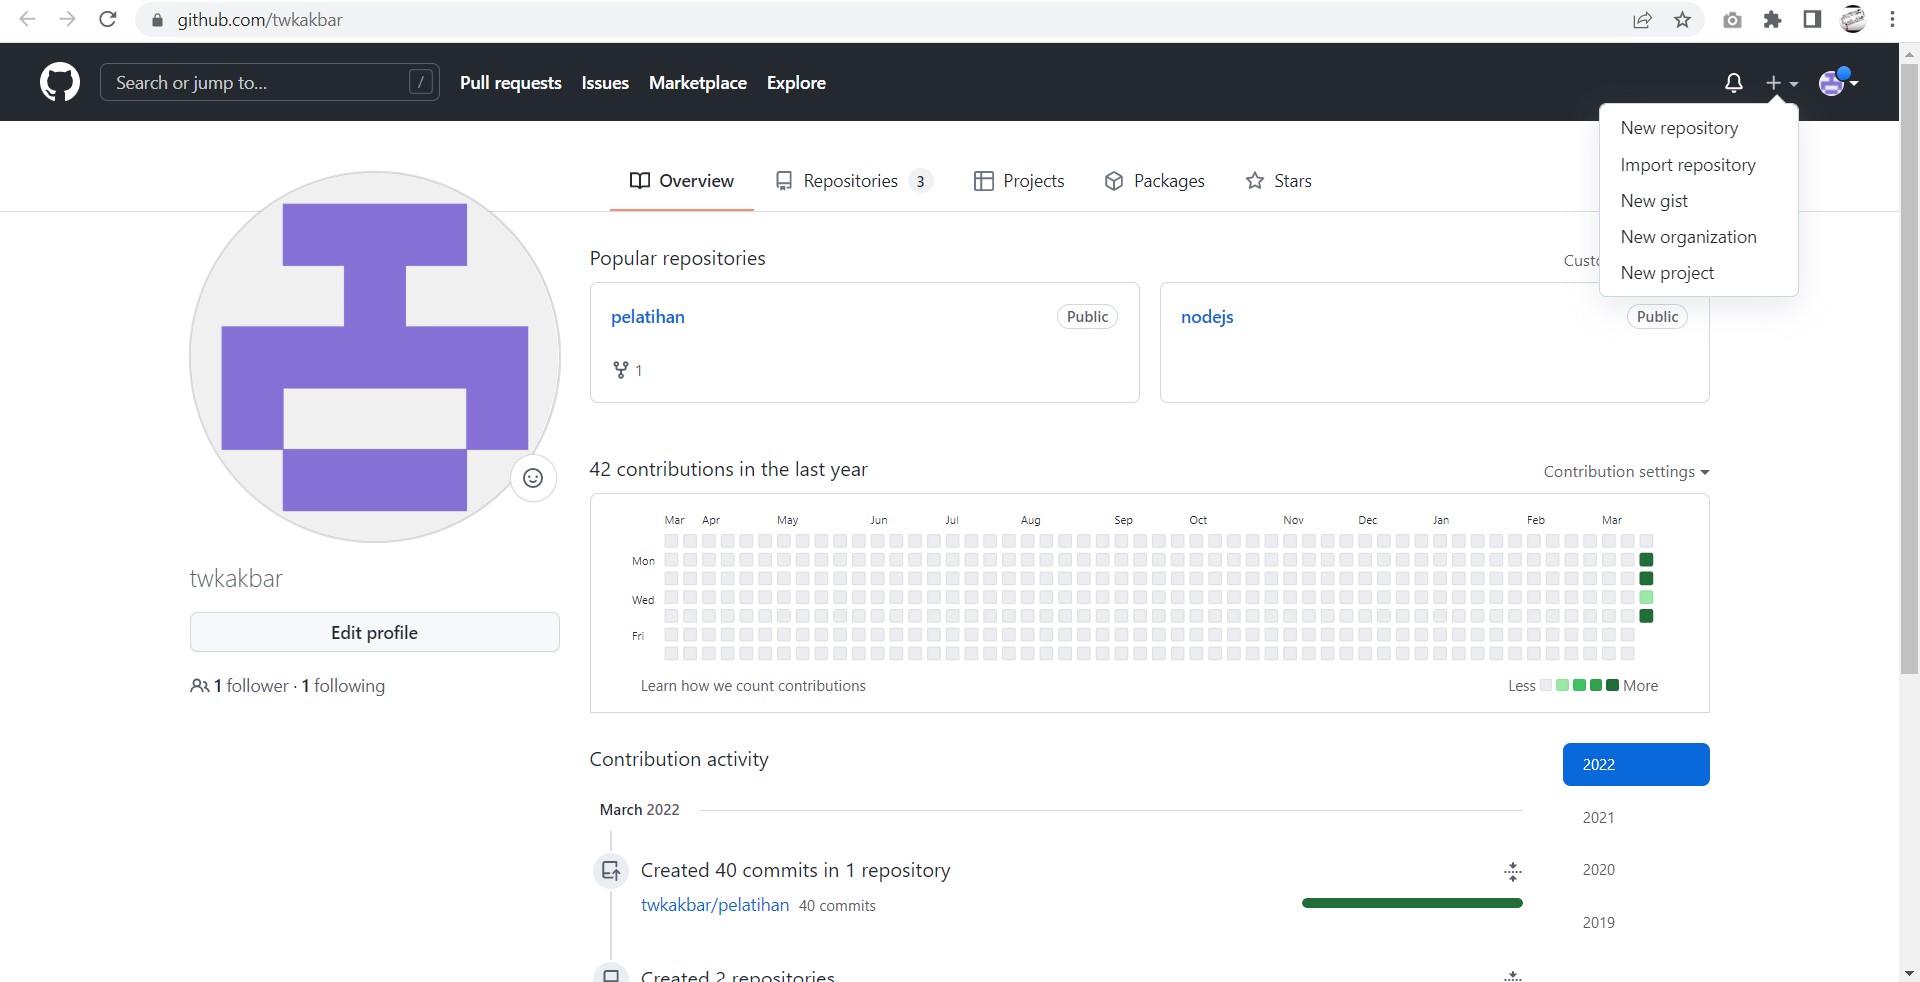 github.com/twkakbar
Search or jump to... /
Pull requests Issues Marketplace Explore
New repository
Import repository
New gist
New organization
New project
Overview Repositories 3 Projects Packages Stars
Popular repositories
Custo
pelatihan Public
1
nodejs Public
twkakbar
Edit profile
1 follower · 1 following
42 contributions in the last year
Contribution settings
Mar Apr May Jun Jul Aug Sep Oct Nov Dec Jan Feb Mar
Mon
Wed
Fri
Learn how we count contributions
Less More
Contribution activity
2022
2021
2020
2019
March 2022
Created 40 commits in 1 repository
twkakbar/pelatihan 40 commits
Created 2 repositories